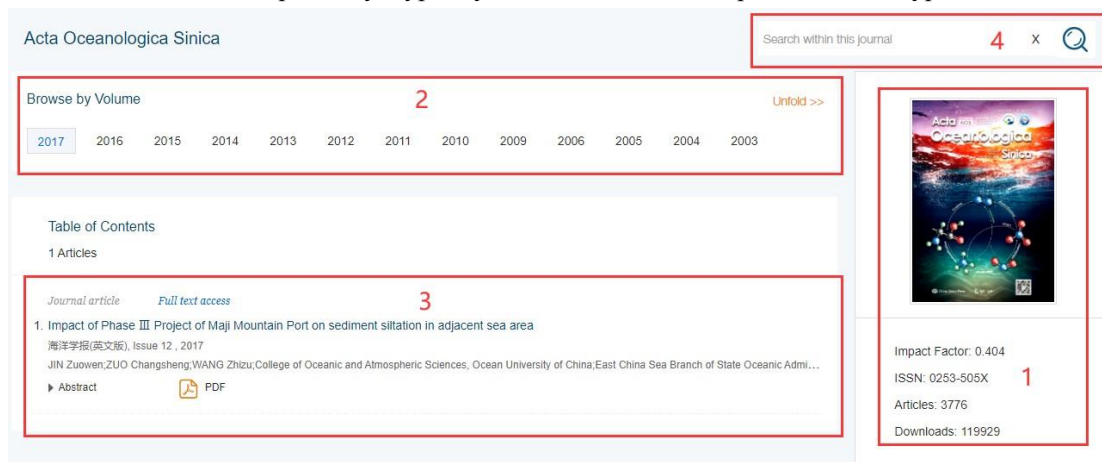 Acta Oceanologica Sinica
Search within this journal 4 X
Browse by Volume 2 Unfold >>
2017 2016 2015 2014 2013 2012 2011 2010 2009 2006 2005 2004 2003
Table of Contents
1 Articles
Journal article Full text access 3
1. Impact of Phase Ⅲ Project of Maji Mountain Port on sediment siltation in adjacent sea area
海洋学报(英文版), Issue 12 , 2017
JIN Zuowen;ZUO Changsheng;WANG Zhizu;College of Oceanic and Atmospheric Sciences, Ocean University of China;East China Sea Branch of State Oceanic Admi...
Abstract PDF
Acta
Oceanologica
Sinica
Impact Factor: 0.404
ISSN: 0253-505X 1
Articles: 3776
Downloads: 119929